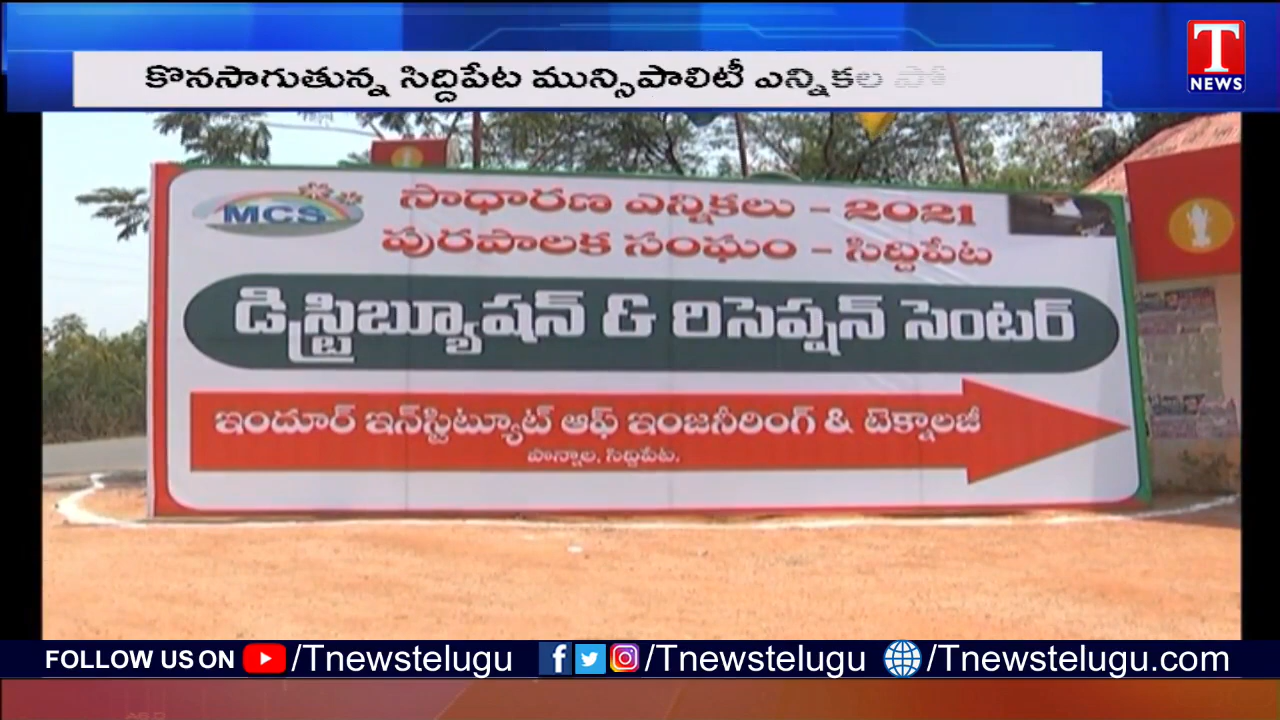 కొనసాగుతున్న సిద్దిపేట మున్సిపాలిటీ ఎన్నికల
T
NEWS
MCS
సాధారణ ఎన్నికలు - 2021
పురపాలక సంఘం - సిద్దిపేట
డిస్ట్రిబ్యూషన్ & రిసెప్షన్ సెంటర్
ఇందూర్ ఇన్‌స్టిట్యూట్ ఆఫ్ ఇంజనీరింగ్ & టెక్నాలజీ
పొన్నాల, సిద్దిపేట.
FOLLOW US ON /Tnewstelugu /Tnewstelugu /Tnewstelugu.com